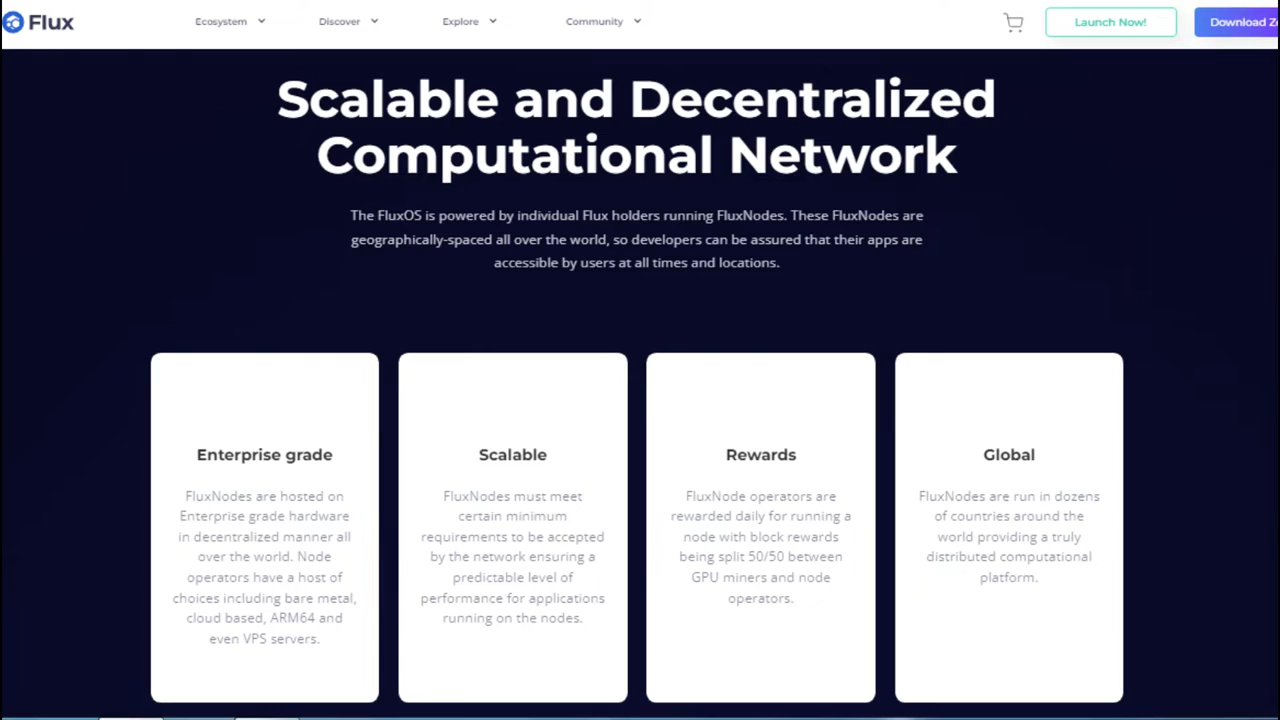 Flux
Ecosystem
Discover
Explore
Community
Launch Now!
Download
Scalable and Decentralized
Computational Network
The FluxOS is powered by individual Flux holders running FluxNodes. These FluxNodes are
geographically-spaced all over the world, so developers can be assured that their apps are
accessible by users at all times and locations.
Enterprise grade
FluxNodes are hosted on
Enterprise grade hardware
in decentralized manner all
over the world. Node
operators have a host of
choices including bare metal,
cloud based, ARM64 and
even VPS servers.
Scalable
FluxNodes must meet
certain minimum
requirements to be accepted
by the network ensuring a
predictable level of
performance for applications
running on the nodes.
Rewards
FluxNode operators are
rewarded daily for running a
node with block rewards
being split 50/50 between
GPU miners and node
operators.
Global
FluxNodes are run in dozens
of countries around the
world providing a truly
distributed computational
platform.